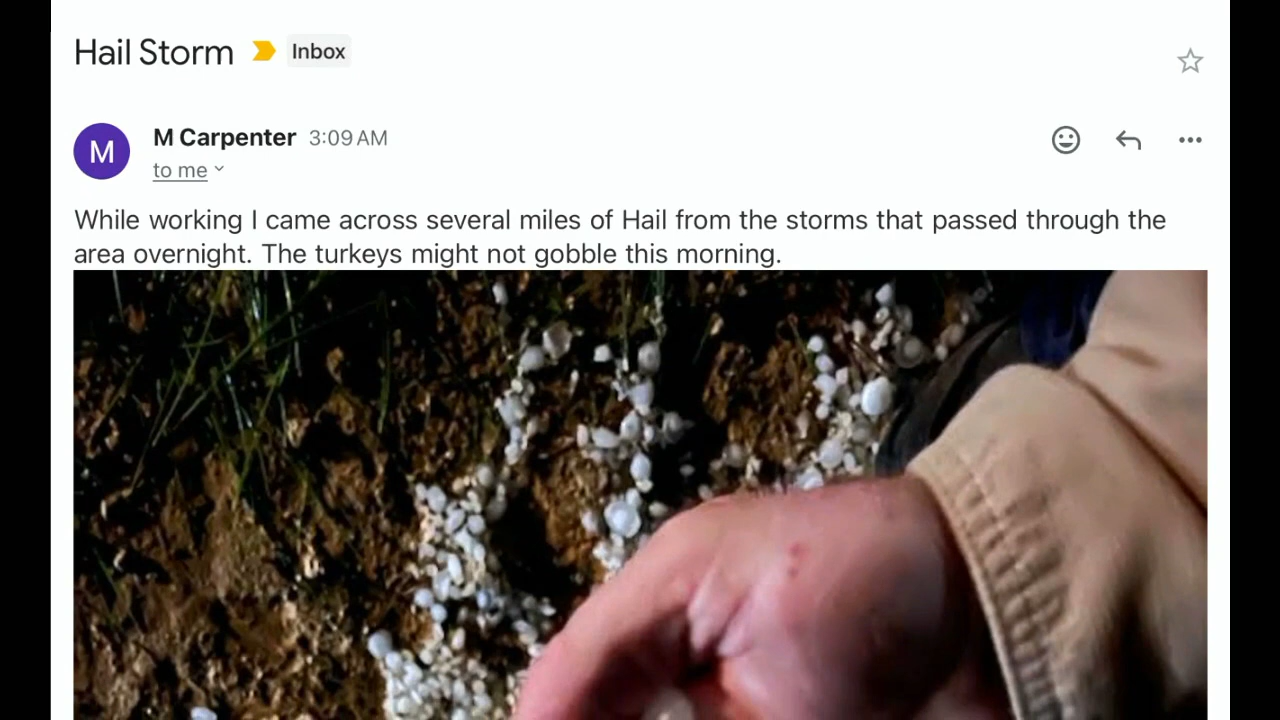 Hail Storm Inbox
M
M Carpenter 3:09 AM
to me
While working I came across several miles of Hail from the storms that passed through the
area overnight. The turkeys might not gobble this morning.